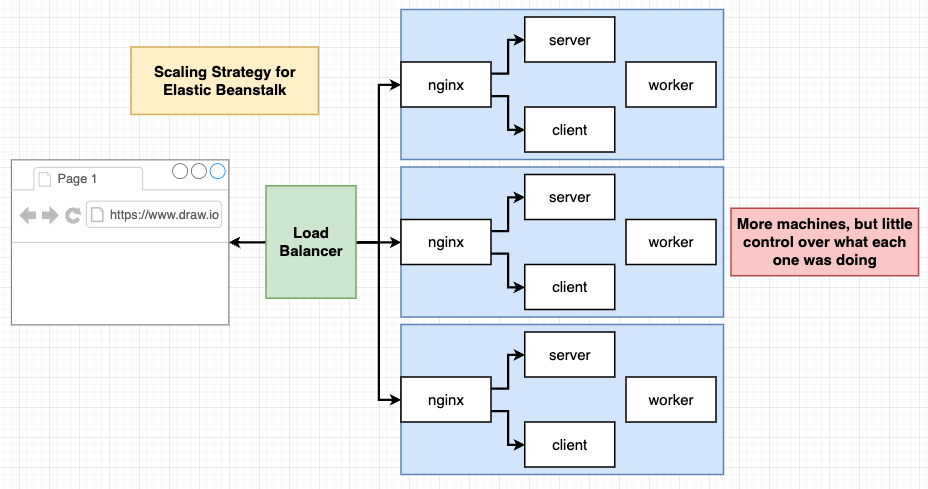 Scaling Strategy for
Elastic Beanstalk
Page 1
https://www.draw.io
Load
Balancer
nginx
server
client
worker
nginx
server
client
worker
nginx
server
client
worker
More machines, but little
control over what each
one was doing